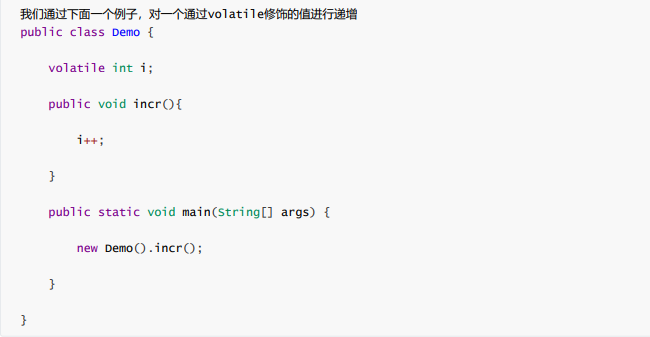 我们通过下面一个例子，对一个通过volatile修饰的值进行递增
public class Demo {
volatile int i;
public void incr(){
i++;
}
public static void main(String[] args) {
new Demo().incr();
}
}